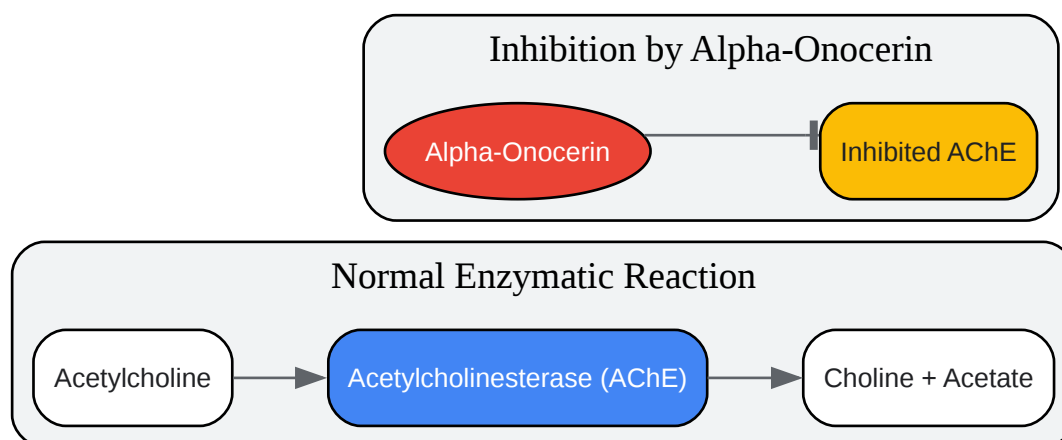 Inhibition by Alpha-Onocerin
Alpha-Onocerin
Inhibited AChE
Normal Enzymatic Reaction
Acetylcholine
Acetylcholinesterase (AChE)
Choline + Acetate